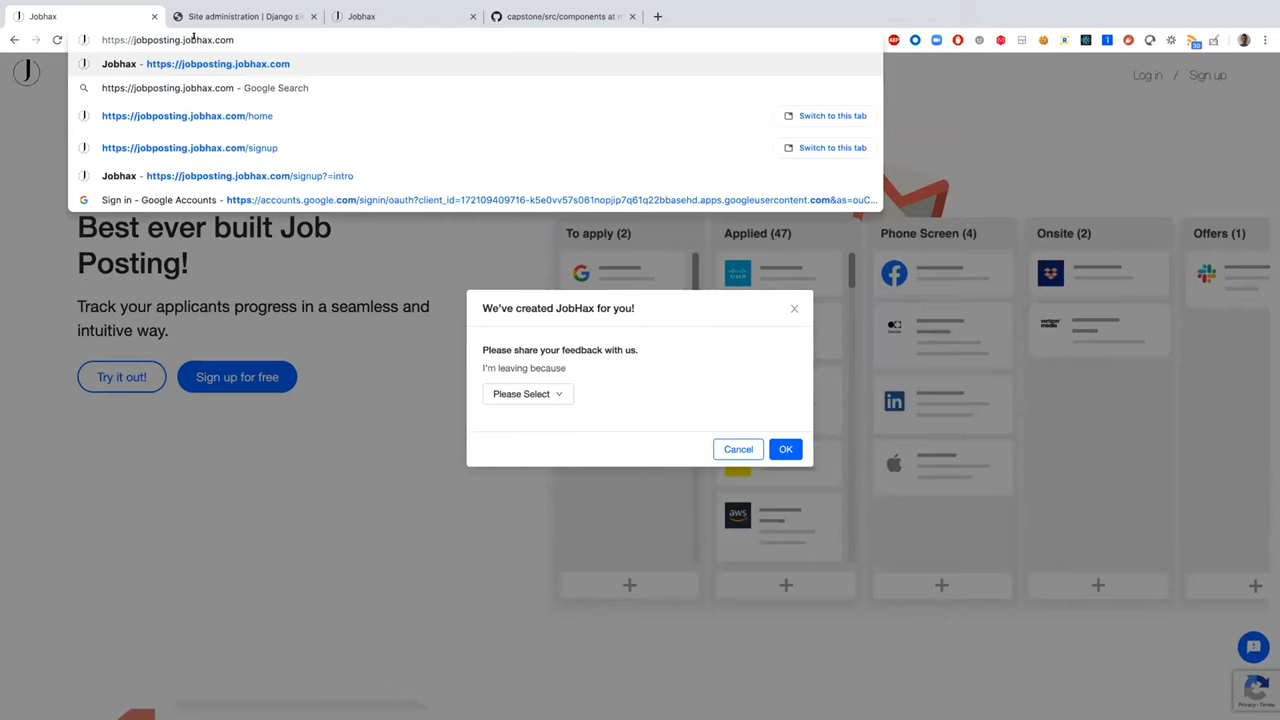 Jobhax
Site administration | Django si
Jobhax
capstone/src/components at m
https://jobposting.jobhax.com
Jobhax - https://jobposting.jobhax.com
https://jobposting.jobhax.com - Google Search
https://jobposting.jobhax.com/home
Switch to this tab
https://jobposting.jobhax.com/signup
Switch to this tab
Jobhax - https://jobposting.jobhax.com/signup?=intro
Sign in - Google Accounts - https://accounts.google.com/signin/oauth?client_id=172109409716-k5e0vv57s061nopjip7q61q22bbasehd.apps.googleusercontent.com&as=ouC...
30
J
Log in / Sign up
Best ever built Job
Posting!
Track your applicants progress in a seamless and
intuitive way.
Try it out!
Sign up for free
To apply (2)
Applied (47)
Phone Screen (4)
Onsite (2)
Offers (1)
We've created JobHax for you!
Please share your feedback with us.
I'm leaving because
Please Select
Cancel
OK
aws
Privacy - Terms